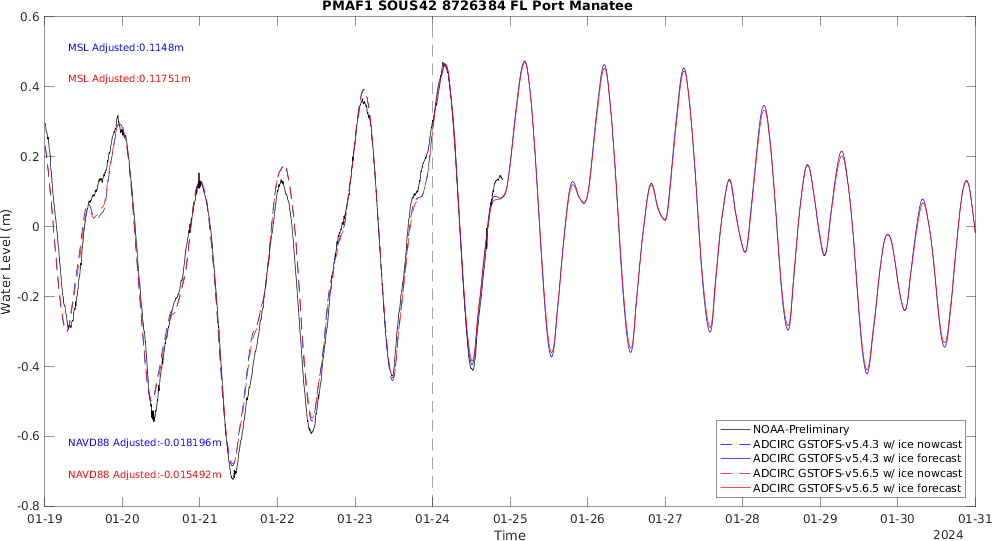 PMAF1 SOUS42 8726384 FL Port Manatee
0.6
0.4
0.2
0
-0.2
-0.4
-0.6
-0.8
Water Level (m)
MSL Adjusted:0.1148m
MSL Adjusted:0.11751m
NAVD88 Adjusted:-0.018196m
NAVD88 Adjusted:-0.015492m
NOAA-Preliminary
ADCIRC GSTOFS-v5.4.3 w/ ice nowcast
ADCIRC GSTOFS-v5.4.3 w/ ice forecast
ADCIRC GSTOFS-v5.6.5 w/ ice nowcast
ADCIRC GSTOFS-v5.6.5 w/ ice forecast
01-19 01-20 01-21 01-22 01-23 01-24 01-25 01-26 01-27 01-28 01-29 01-30 01-31
Time
2024